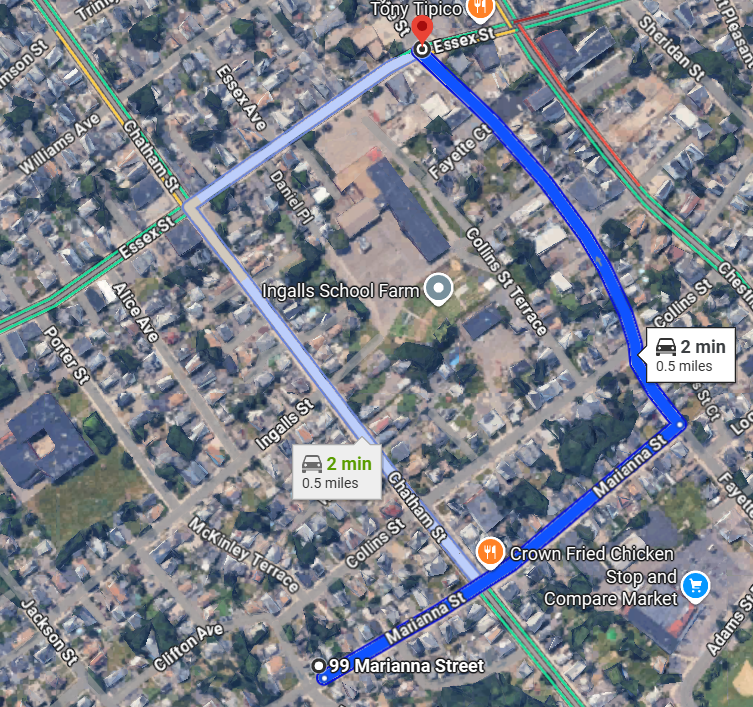 Tony Tipico
Trinity
St
Essex St
Sheridan St
mson St
Essex Ave
Williams Ave
Chatham St
Fayette Ct
Daniel Pl
Essex St
Collins St Terrace
Ingalls School Farm
Collins St
Alice Ave
Porter St
2 min
0.5 miles
Ingalls St
2 min
0.5 miles
Marianna St
Chatham St
McKinley Terrace
Collins St
Crown Fried Chicken
Stop and
Compare Market
Marianna St
Jackson St
Clifton Ave
Adams St
99 Marianna Street